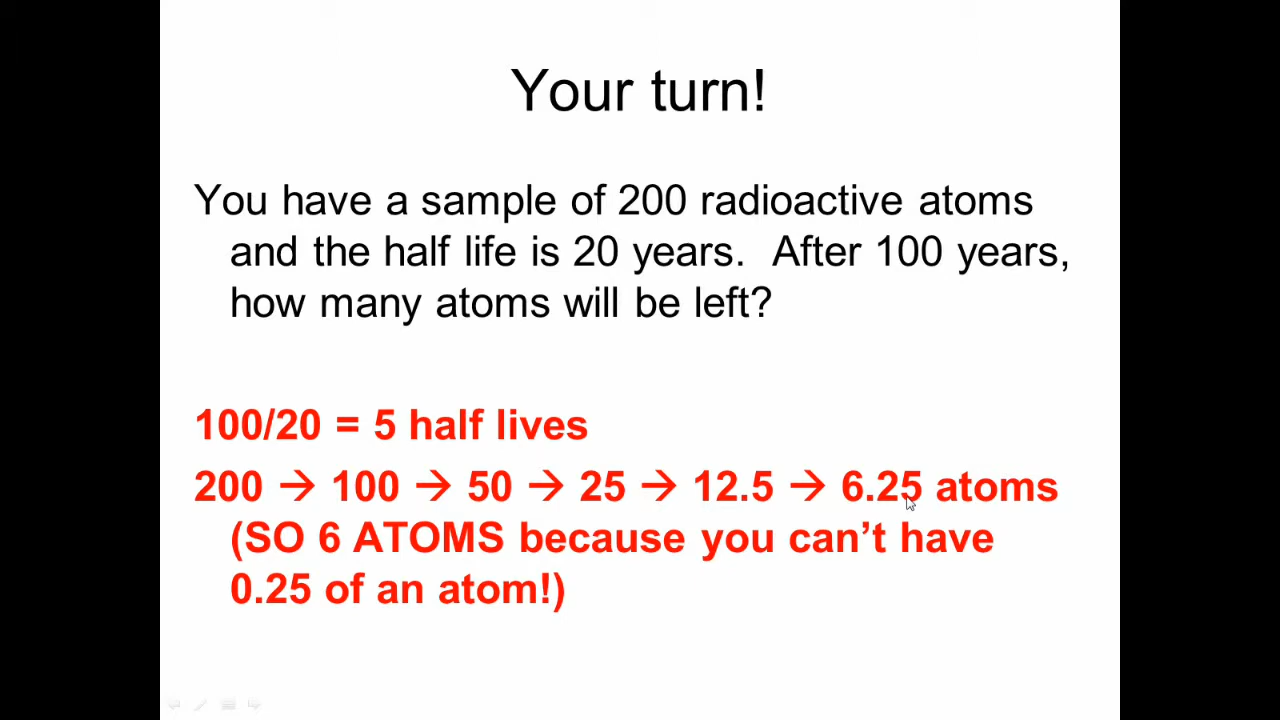 Your turn!
You have a sample of 200 radioactive atoms
and the half life is 20 years.  After 100 years,
how many atoms will be left?
100/20 = 5 half lives
200 → 100 → 50 → 25 → 12.5 → 6.25 atoms
(SO 6 ATOMS because you can’t have
0.25 of an atom!)